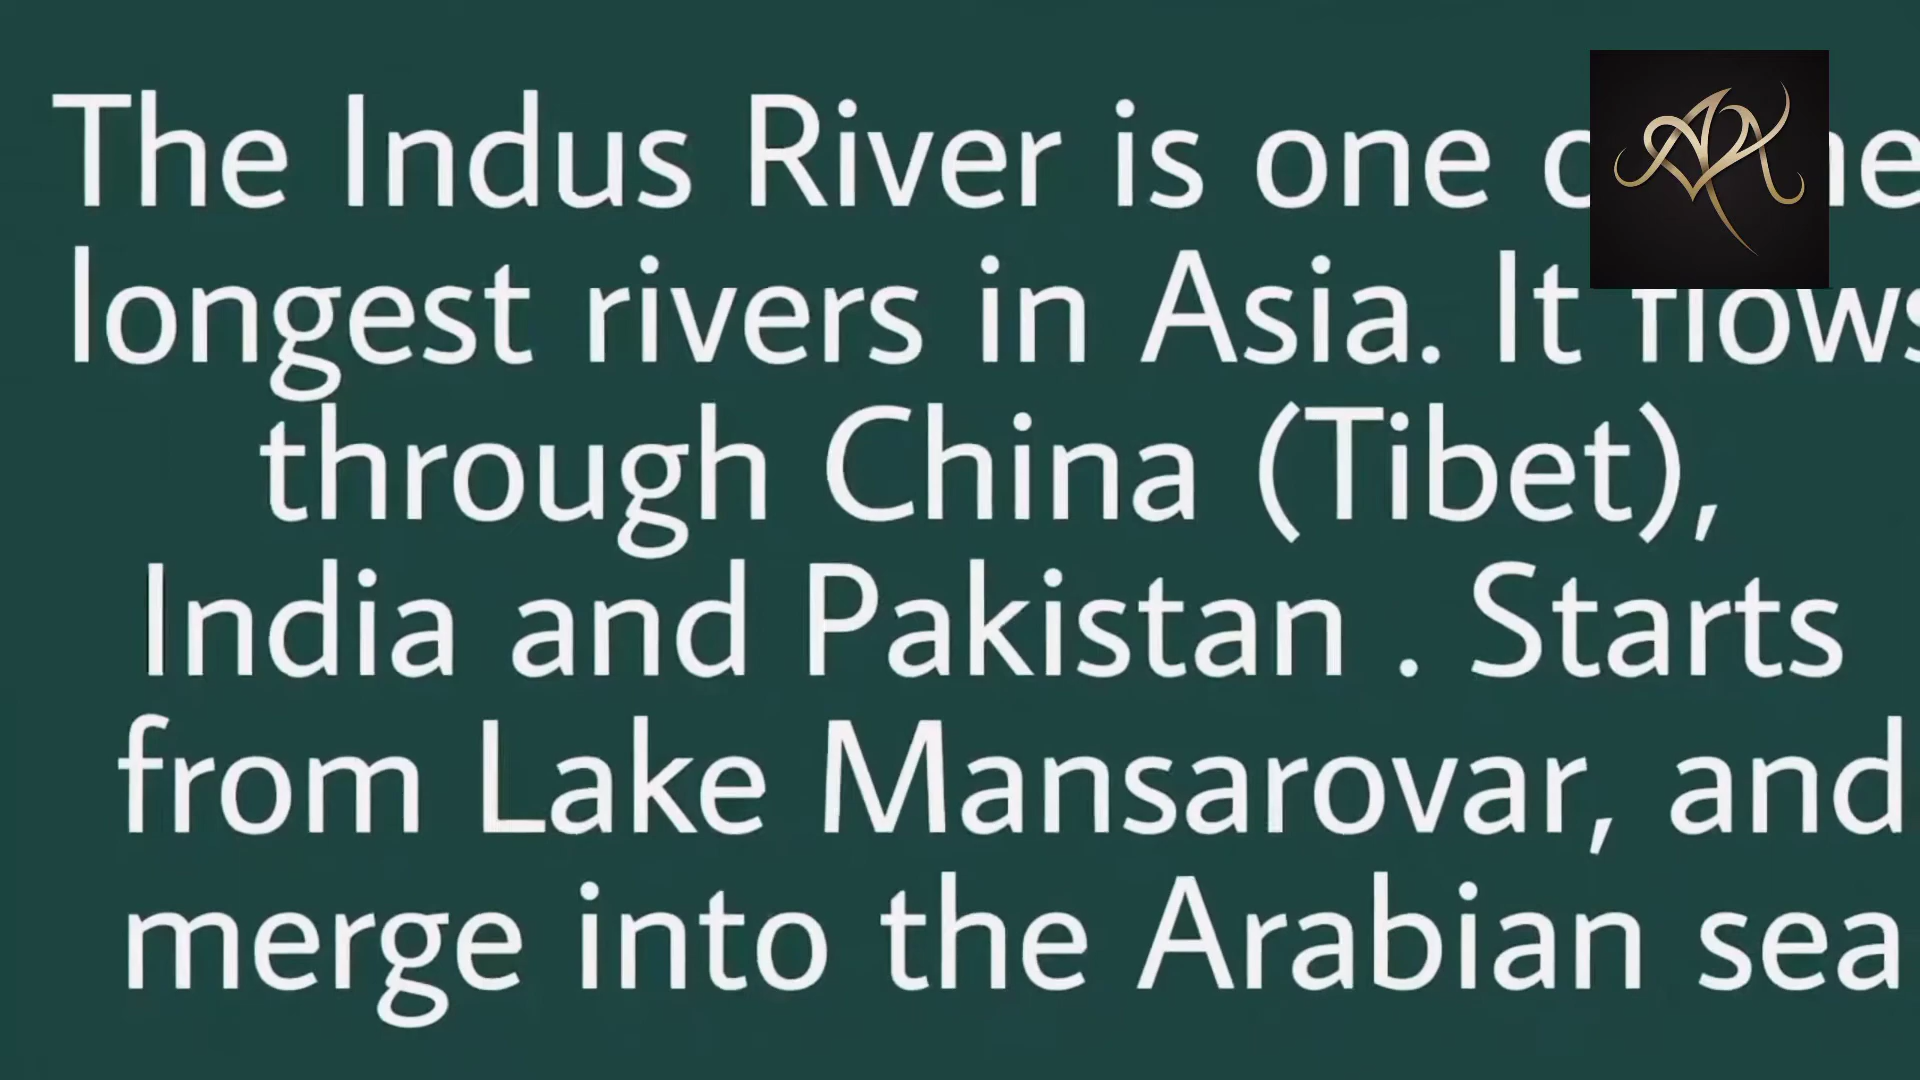 The Indus River is one
longest rivers in Asia. It flows
through China (Tibet),
India and Pakistan . Starts
from Lake Mansarovar, and
merge into the Arabian sea